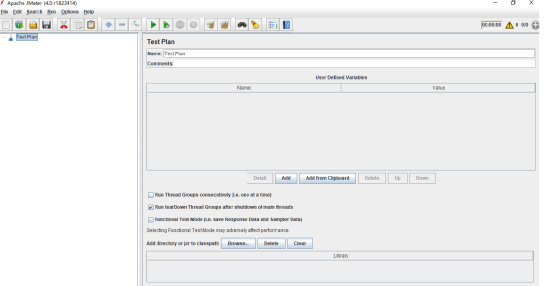 Apache JMeter (4.0 r1823414)
File Edit Search Run Options Help
00:00:00 0 0/0
Test Plan
Test Plan
Name: Test Plan
Comments:
User Defined Variables
Name: Value
Detail Add Add from Clipboard Delete Up Down
Run Thread Groups consecutively (i.e. one at a time)
Run tearDown Thread Groups after shutdown of main threads
Functional Test Mode (i.e. save Response Data and Sampler Data)
Selecting Functional Test Mode may adversely affect performance.
Add directory or jar to classpath Browse... Delete Clear
Library